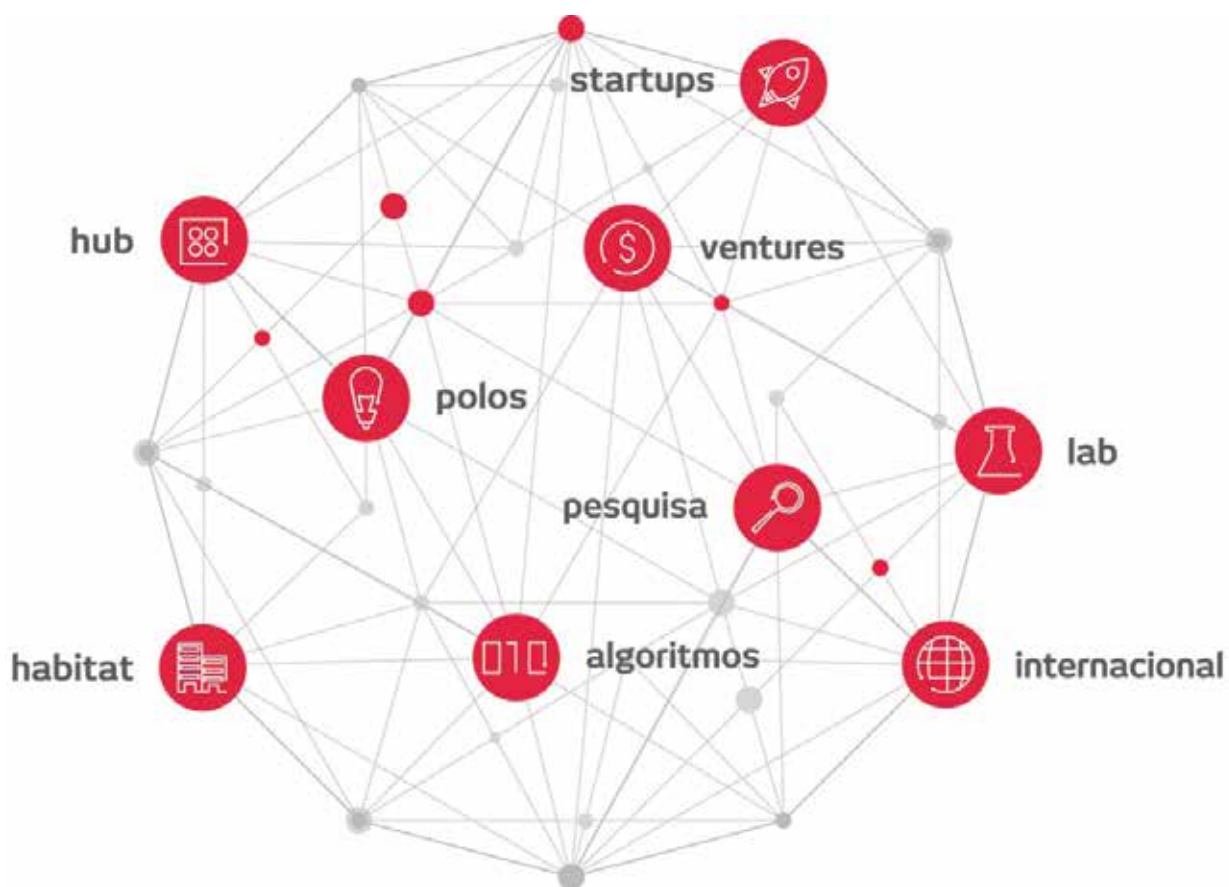 startups
hub
ventures
polos
lab
pesquisa
habitat
algoritmos
internacional